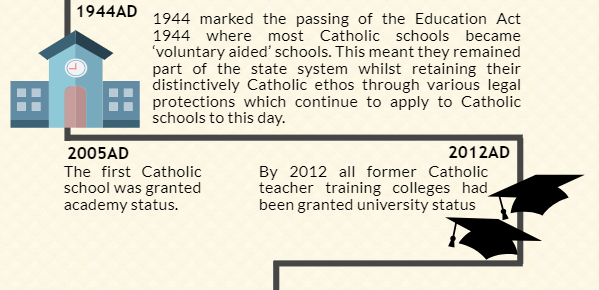 1944AD
1944 marked the passing of the Education Act
1944 where most Catholic schools became
‘voluntary aided’ schools. This meant they remained
part of the state system whilst retaining their
distinctively Catholic ethos through various legal
protections which continue to apply to Catholic
schools to this day.
2005AD
The first Catholic
school was granted
academy status.
2012AD
By 2012 all former Catholic
teacher training colleges had
been granted university status